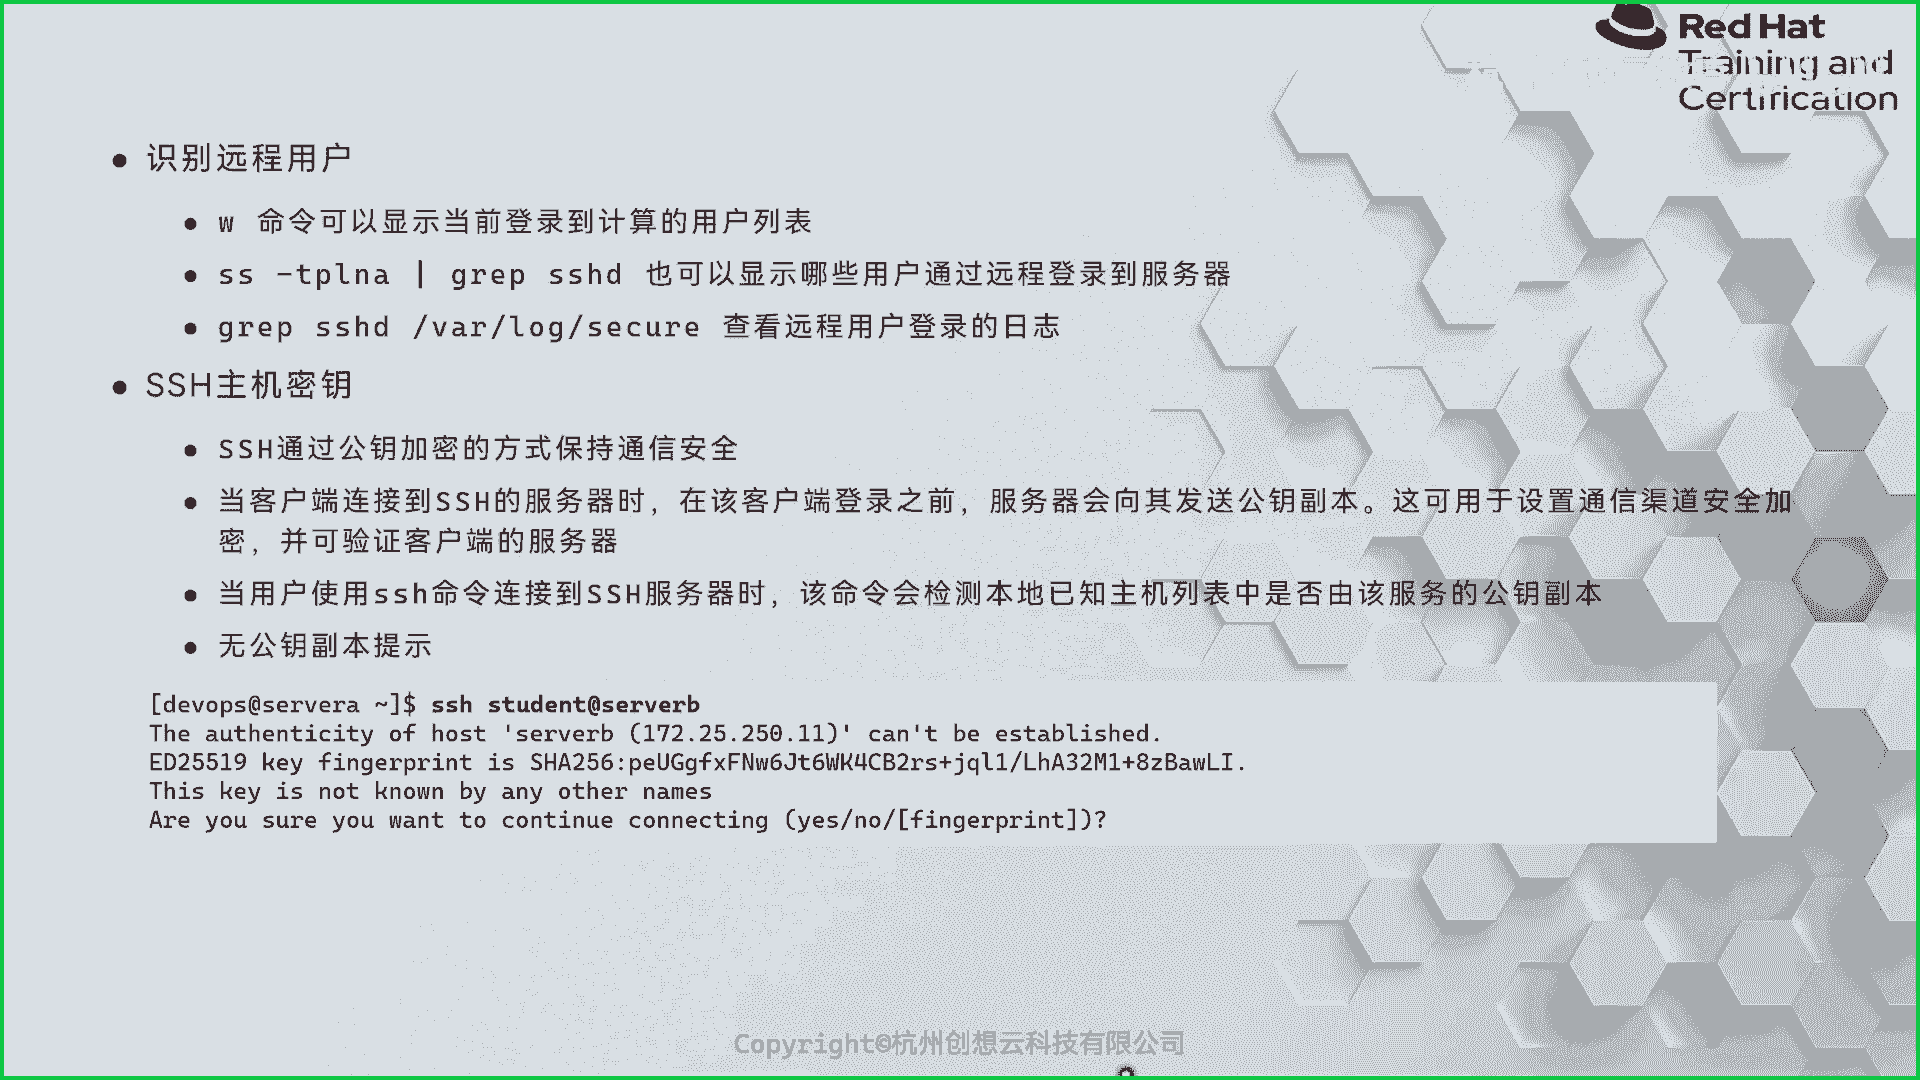 Red Hat
Training and
Certification
识别远程用户
w 命令可以显示当前登录到计算的用户列表
ss -tplna | grep sshd 也可以显示哪些用户通过远程登录到服务器
grep sshd /var/log/secure 查看远程用户登录的日志
SSH主机密钥
SSH通过公钥加密的方式保持通信安全
当客户端连接到SSH的服务器时，在该客户端登录之前，服务器会向其发送公钥副本。这可用于设置通信渠道安全加
密，并可验证客户端的服务器
当用户使用ssh命令连接到SSH服务器时，该命令会检测本地已知主机列表中是否由该服务的公钥副本
无公钥副本提示
[devops@servera ~]$ ssh student@serverb
The authenticity of host 'serverb (172.25.250.11)' can't be established.
ED25519 key fingerprint is SHA256:peUGgfxFNw6Jt6WK4CB2rs+jql1/LhA32M1+8zBawLI.
This key is not known by any other names
Are you sure you want to continue connecting (yes/no/[fingerprint])?
Copyright©杭州创想云科技有限公司